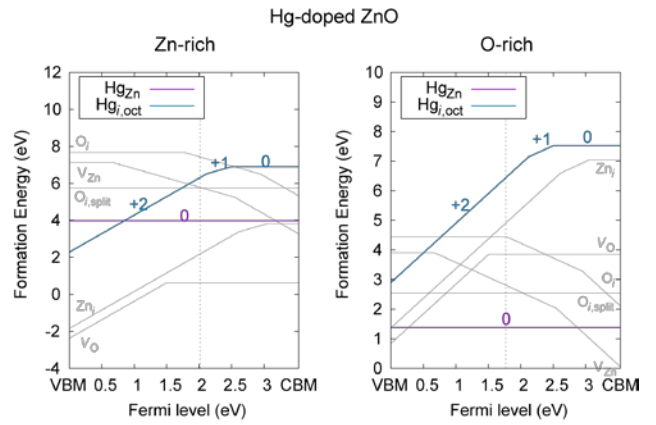 Hg-doped ZnO
Zn-rich
O-rich
Formation Energy (eV)
12
10
8
6
4
2
0
-2
-4
Hg_Zn
Hg_i,oct
O_i
V_Zn
O_i,split
Zn_i
V_O
+2
+1
0
0
VBM 0.5 1 1.5 2 2.5 3 CBM
Fermi level (eV)
Formation Energy (eV)
10
9
8
7
6
5
4
3
2
1
0
Hg_Zn
Hg_i,oct
+1
0
Zn_i
+2
V_O
O_i
O_i,split
0
V_Zn
VBM 0.5 1 1.5 2 2.5 3 CBM
Fermi level (eV)